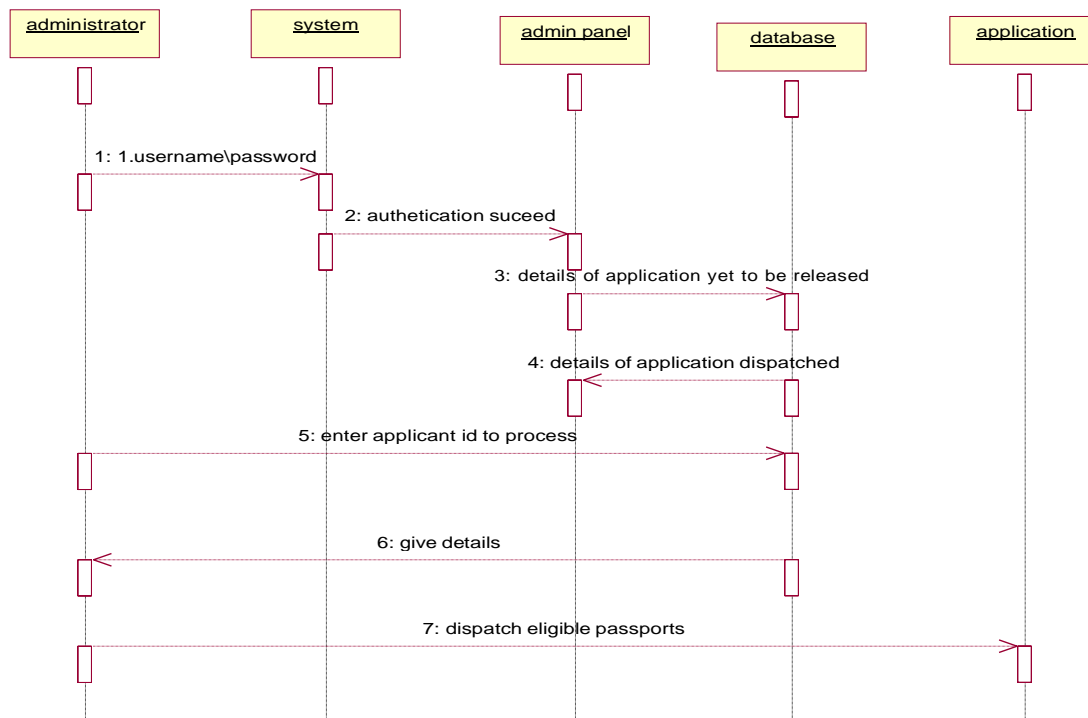 administrator
system
admin panel
database
application
1: 1.username\password
2: authetication suceed
3: details of application yet to be released
4: details of application dispatched
5: enter applicant id to process
6: give details
7: dispatch eligible passports